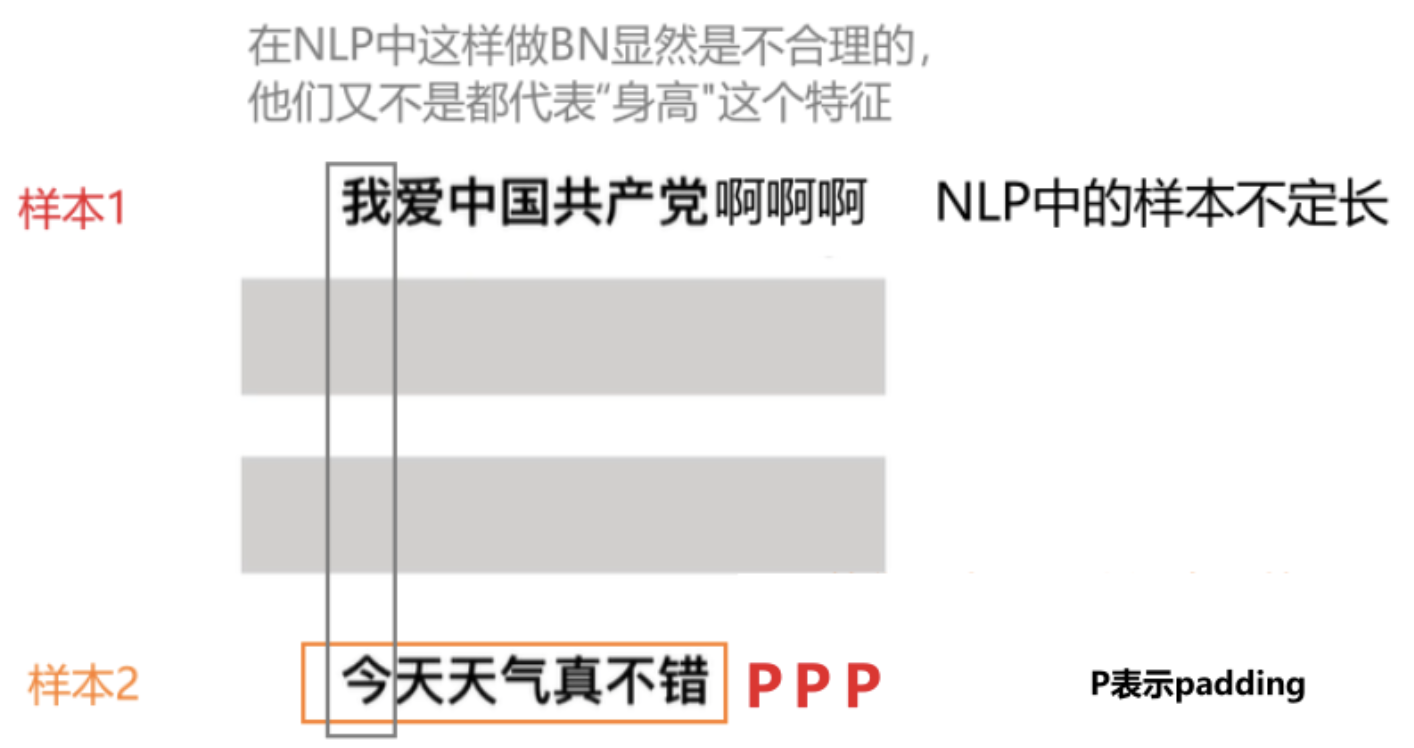 在NLP中这样做BN显然是不合理的，
他们又不是都代表“身高"这个特征
样本1 我爱中国共产党啊啊啊 NLP中的样本不定长
样本2 今天天气真不错 P P P P表示padding